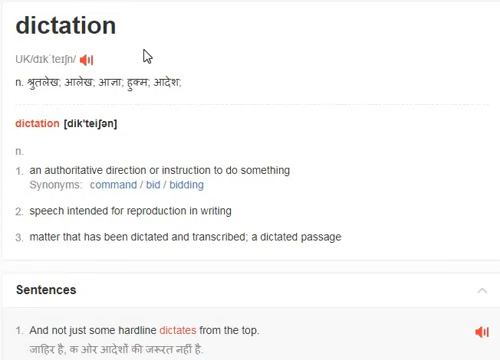 dictation
UK/dɪkˈteɪʃn/
n. श्रुतलेख; आलेख; आज्ञा; हुक्म; आदेश;
dictation [dik'teiʃən]
n.
1. an authoritative direction or instruction to do something
Synonyms: command / bid / bidding
2. speech intended for reproduction in writing
3. matter that has been dictated and transcribed; a dictated passage
Sentences
1. And not just some hardline dictates from the top.
जाहिर है, क ओर आदेशों की जरूरत नहीं है.